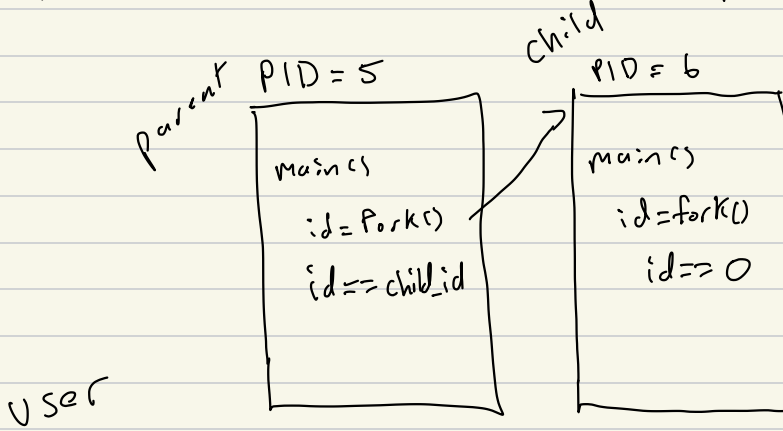 child
parent PID = 5
PID = 6
main()
id=fork()
id==child_id
main()
id=fork()
id== 0
user